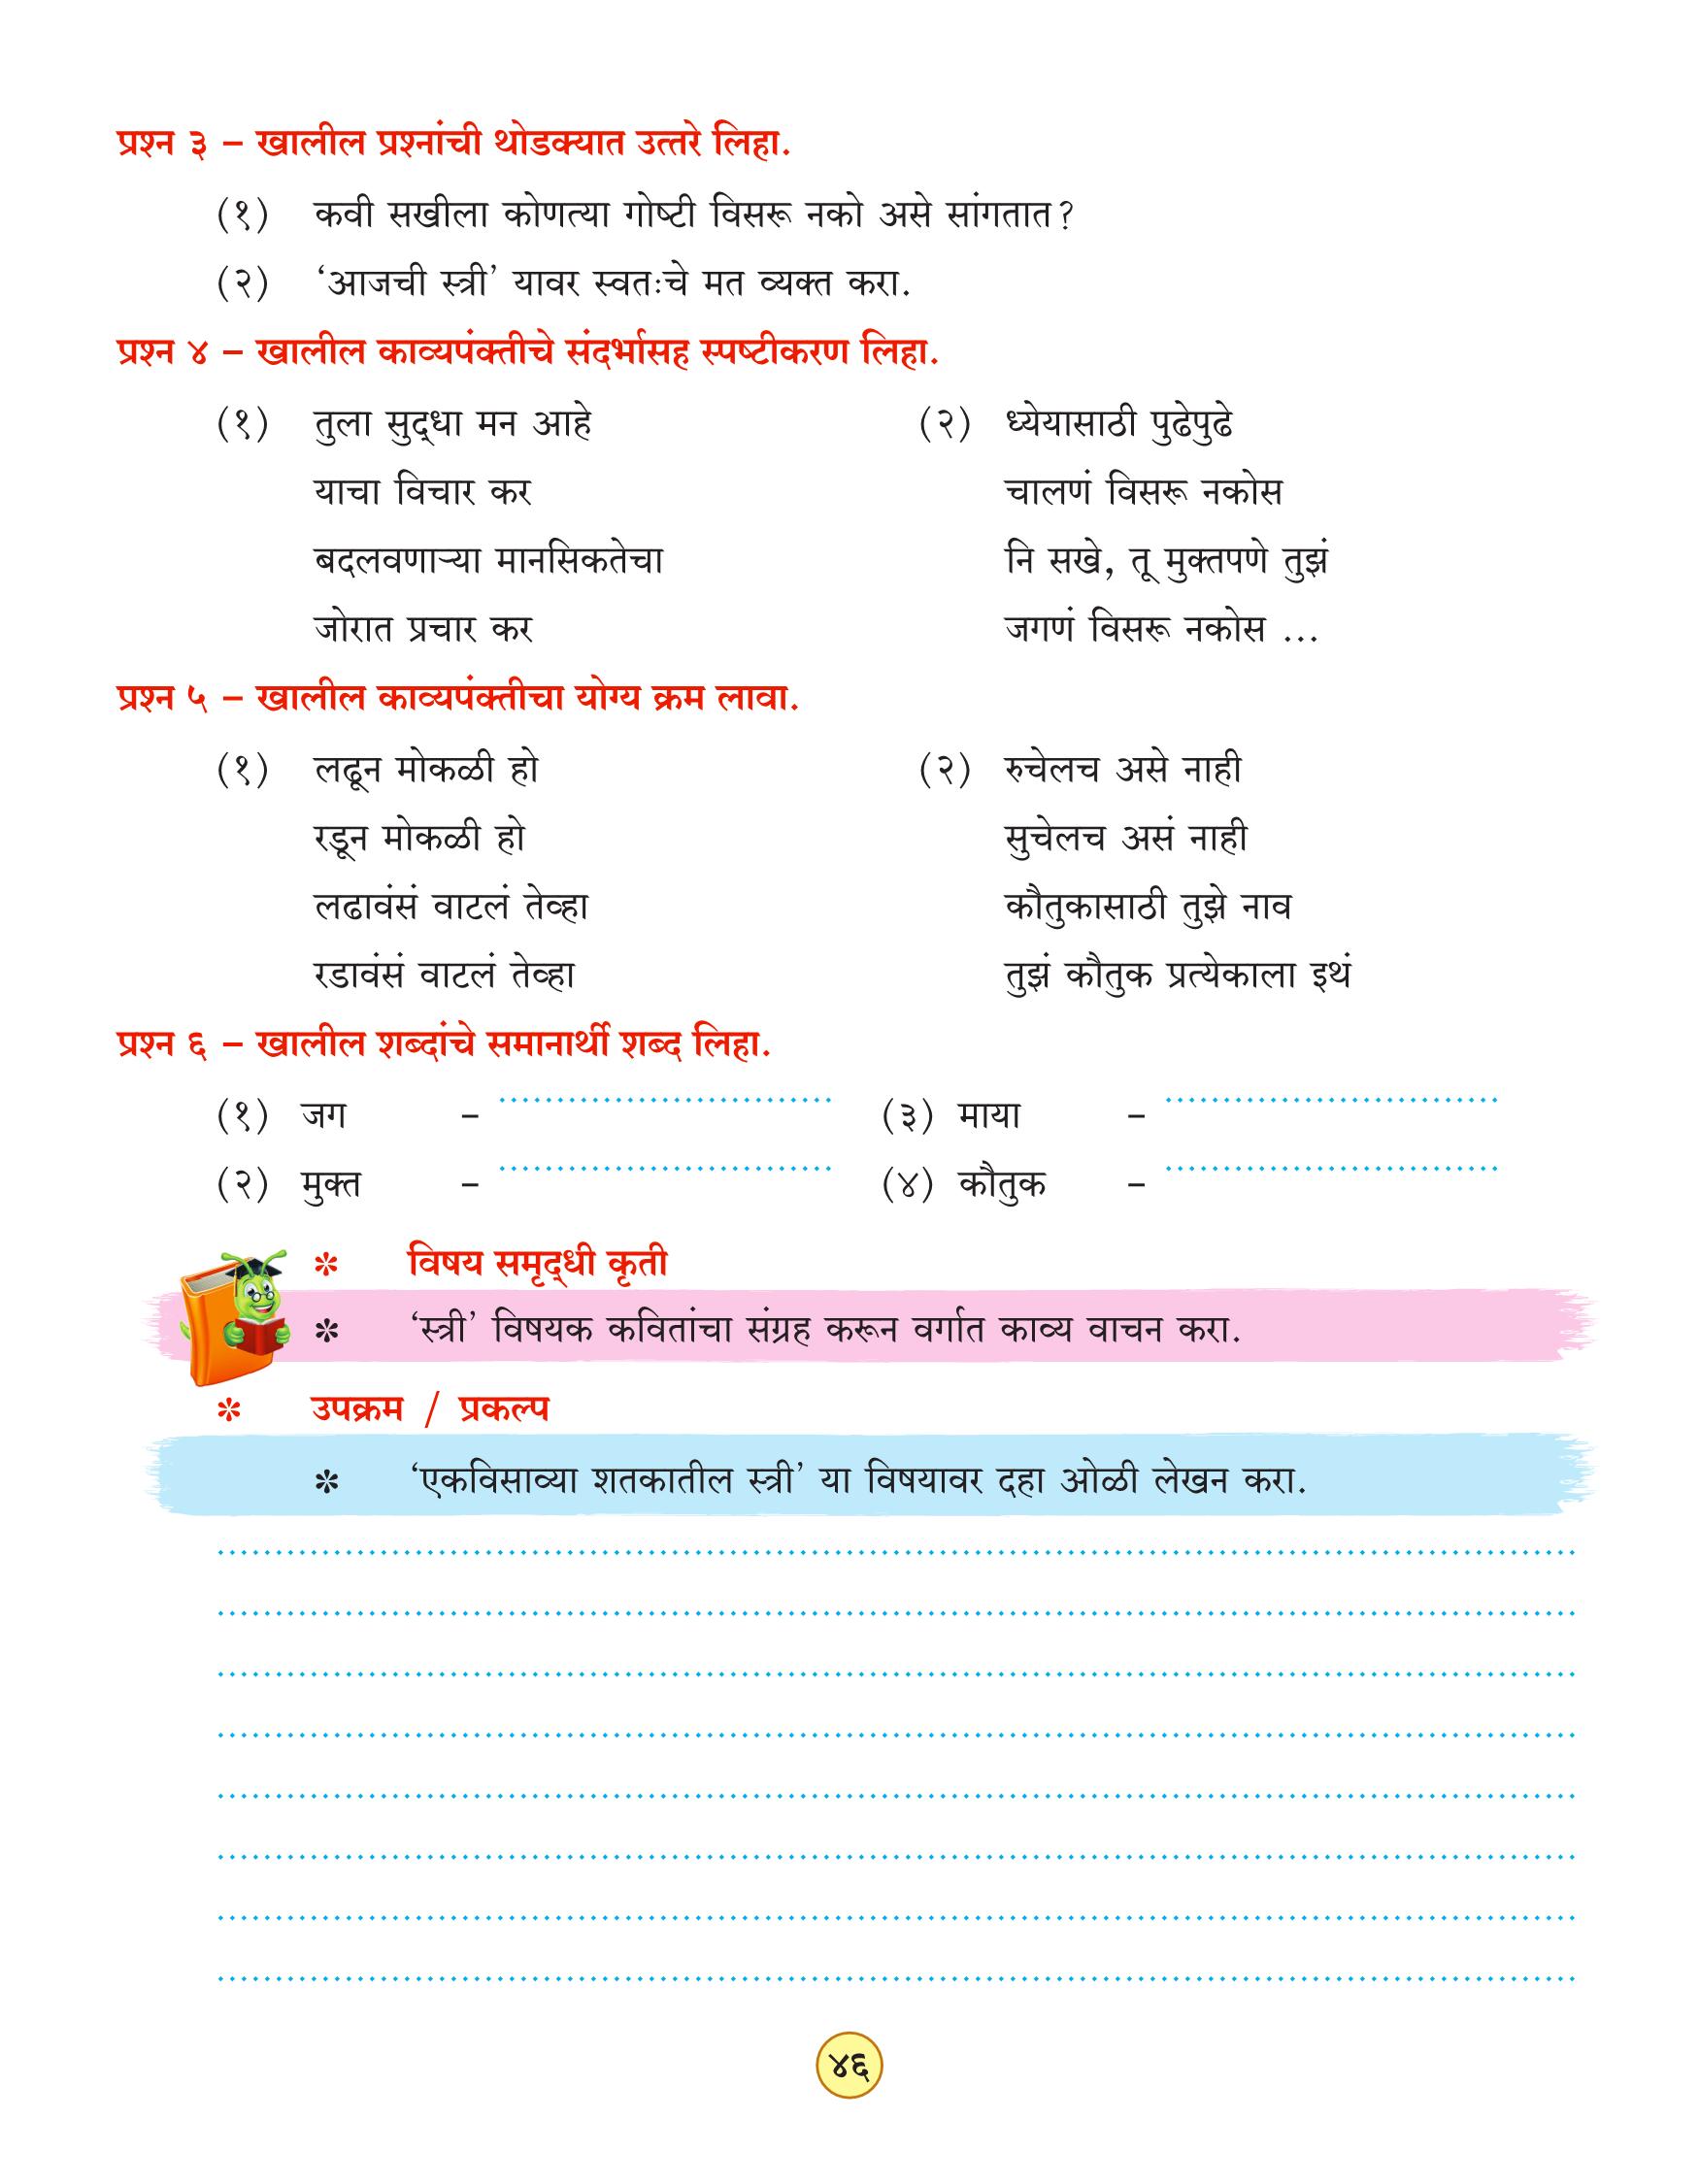 प्रश्न ३ – खालील प्रश्नांची थोडक्यात उत्तरे लिहा.
(१) कवी सखीला कोणत्या गोष्टी विसरू नको असे सांगतात?
(२) ‘आजची स्त्री’ यावर स्वतःचे मत व्यक्त करा.
प्रश्न ४ – खालील काव्यपंक्तीचे संदर्भासह स्पष्टीकरण लिहा.
(१) तुला सुद्धा मन आहे
याचा विचार कर
बदलवणाऱ्या मानसिकतेचा
जोरात प्रचार कर
(२) ध्येयासाठी पुढेपुढे
चालणं विसरू नकोस
नि सखे, तू मुक्तपणे तुझं
जगणं विसरू नकोस ...
प्रश्न ५ – खालील काव्यपंक्तीचा योग्य क्रम लावा.
(१) लढून मोकळी हो
रडून मोकळी हो
लढावंसं वाटलं तेव्हा
रडावंसं वाटलं तेव्हा
(२) रुचेलच असे नाही
सुचेलच असं नाही
कौतुकासाठी तुझे नाव
तुझं कौतुक प्रत्येकाला इथं
प्रश्न ६ – खालील शब्दांचे समानार्थी शब्द लिहा.
(१) जग – (३) माया –
(२) मुक्त – (४) कौतुक –
* विषय समृद्धी कृती
* ‘स्त्री’ विषयक कवितांचा संग्रह करून वर्गात काव्य वाचन करा.
* उपक्रम / प्रकल्प
* ‘एकविसाव्या शतकातील स्त्री’ या विषयावर दहा ओळी लेखन करा.
४६